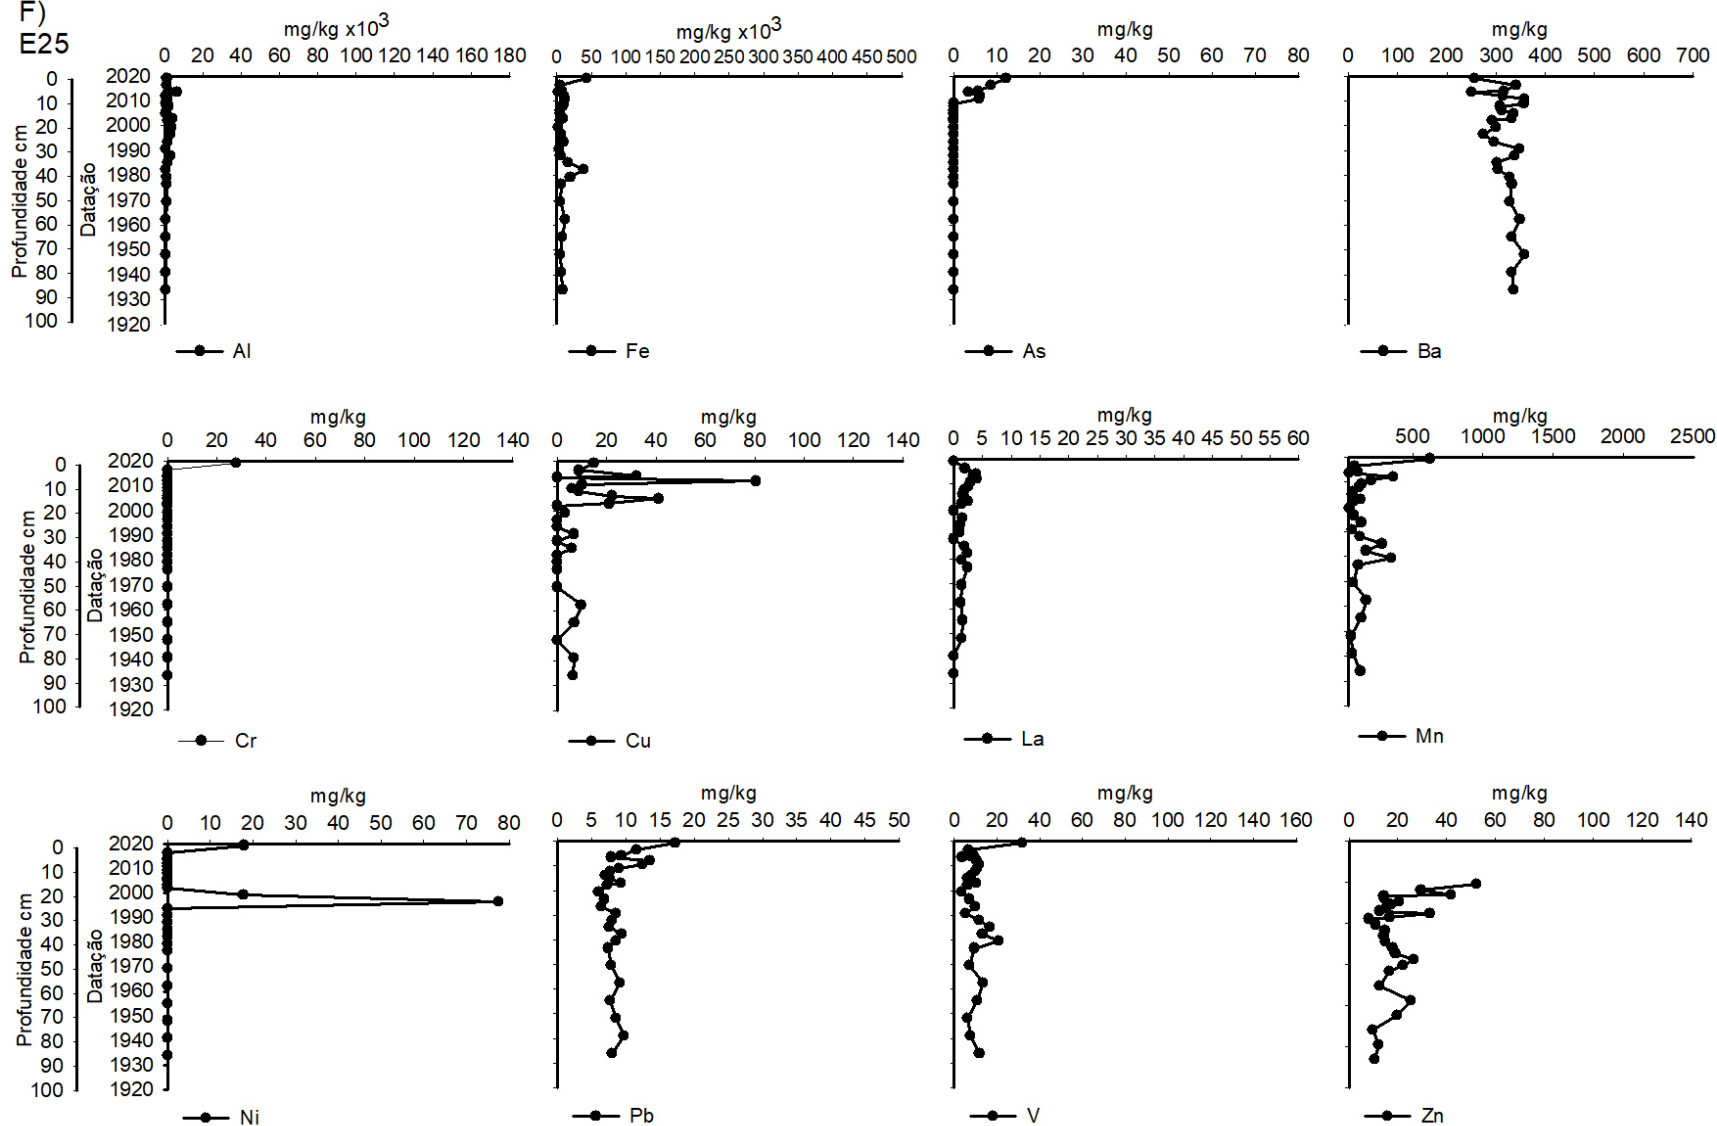 F)
E25
mg/kg x10³
mg/kg x10³
mg/kg
mg/kg
0 20 40 60 80 100 120 140 160 180
0 50 100 150 200 250 300 350 400 500
0 10 20 30 40 50 60 70 80
0 100 200 300 400 500 600 700
Profundidade cm
0
10
20
30
40
50
60
70
80
90
100
Datação
2020
2010
2000
1990
1980
1970
1960
1950
1940
1930
1920
Al
Fe
As
Ba
mg/kg
mg/kg
mg/kg
mg/kg
0 20 40 60 80 100 120 140
0 20 40 60 80 100 120 140
0 5 10 15 20 25 30 35 40 45 50 55 60
500 1000 1500 2000 2500
Profundidade cm
0
10
20
30
40
50
60
70
80
90
100
Datação
2020
2010
2000
1990
1980
1970
1960
1950
1940
1930
1920
Cr
Cu
La
Mn
mg/kg
mg/kg
mg/kg
mg/kg
0 10 20 30 40 50 60 70 80
0 5 10 15 20 25 30 35 40 45 50
0 20 40 60 80 100 120 140 160
0 20 40 60 80 100 120 140
Profundidade cm
0
10
20
30
40
50
60
70
80
90
100
Datação
2020
2010
2000
1990
1980
1970
1960
1950
1940
1930
1920
Ni
Pb
V
Zn